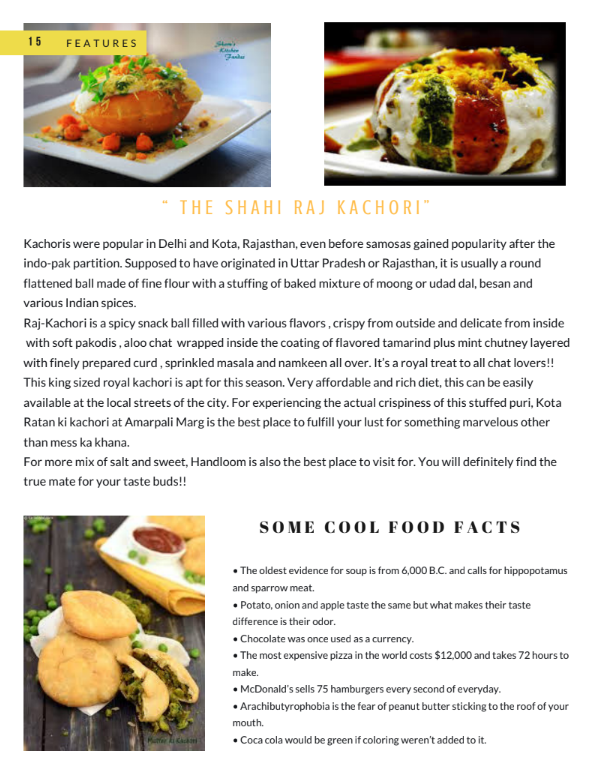 15 FEATURES
Shami's
Kitchen
Foodie
" THE SHAHI RAJ KACHORI"
Kachoris were popular in Delhi and Kota, Rajasthan, even before samosas gained popularity after the
indo-pak partition. Supposed to have originated in Uttar Pradesh or Rajasthan, it is usually a round
flattened ball made of fine flour with a stuffing of baked mixture of moong or udad dal, besan and
various Indian spices.
Raj-Kachori is a spicy snack ball filled with various flavors , crispy from outside and delicate from inside
with soft pakodis , aloo chat wrapped inside the coating of flavored tamarind plus mint chutney layered
with finely prepared curd , sprinkled masala and namkeen all over. It's a royal treat to all chat lovers!!
This king sized royal kachori is apt for this season. Very affordable and rich diet, this can be easily
available at the local streets of the city. For experiencing the actual crispiness of this stuffed puri, Kota
Ratan ki kachori at Amarpali Marg is the best place to fulfill your lust for something marvelous other
than mess ka khana.
For more mix of salt and sweet, Handloom is also the best place to visit for. You will definitely find the
true mate for your taste buds!!
SOME COOL FOOD FACTS
• The oldest evidence for soup is from 6,000 B.C. and calls for hippopotamus
and sparrow meat.
• Potato, onion and apple taste the same but what makes their taste
difference is their odor.
• Chocolate was once used as a currency.
• The most expensive pizza in the world costs $12,000 and takes 72 hours to
make.
• McDonald's sells 75 hamburgers every second of everyday.
• Arachibutyrophobia is the fear of peanut butter sticking to the roof of your
mouth.
• Coca cola would be green if coloring weren't added to it.